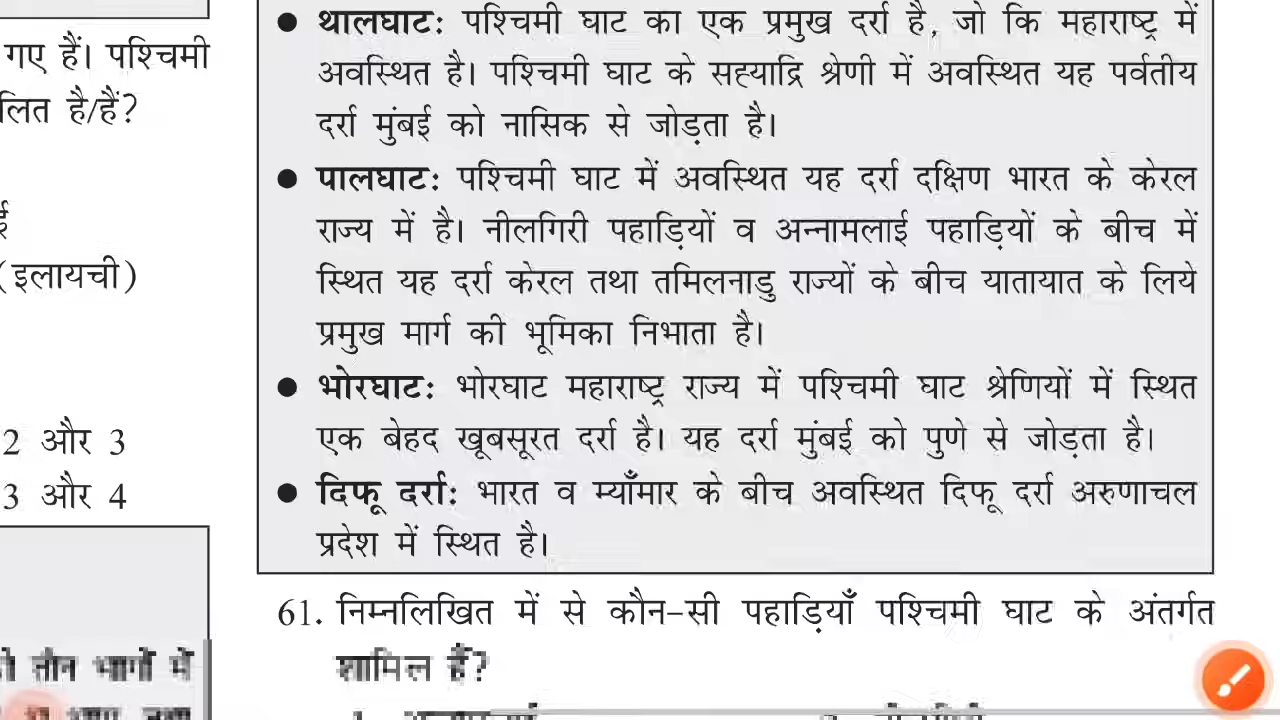 गए हैं। पश्चिमी
लित है/हैं?
(इलायची)
2 और 3
3 और 4
तीन भागों में
● थालघाट: पश्चिमी घाट का एक प्रमुख दर्रा है, जो कि महाराष्ट्र में
अवस्थित है। पश्चिमी घाट के सह्याद्रि श्रेणी में अवस्थित यह पर्वतीय
दर्रा मुंबई को नासिक से जोड़ता है।
● पालघाट: पश्चिमी घाट में अवस्थित यह दर्रा दक्षिण भारत के केरल
राज्य में है। नीलगिरी पहाड़ियों व अन्नामलाई पहाड़ियों के बीच में
स्थित यह दर्रा केरल तथा तमिलनाडु राज्यों के बीच यातायात के लिये
प्रमुख मार्ग की भूमिका निभाता है।
● भोरघाट: भोरघाट महाराष्ट्र राज्य में पश्चिमी घाट श्रेणियों में स्थित
एक बेहद खूबसूरत दर्रा है। यह दर्रा मुंबई को पुणे से जोड़ता है।
● दिफू दर्रा: भारत व म्याँमार के बीच अवस्थित दिफू दर्रा अरुणाचल
प्रदेश में स्थित है।
61. निम्नलिखित में से कौन-सी पहाड़ियाँ पश्चिमी घाट के अंतर्गत
शामिल हैं?